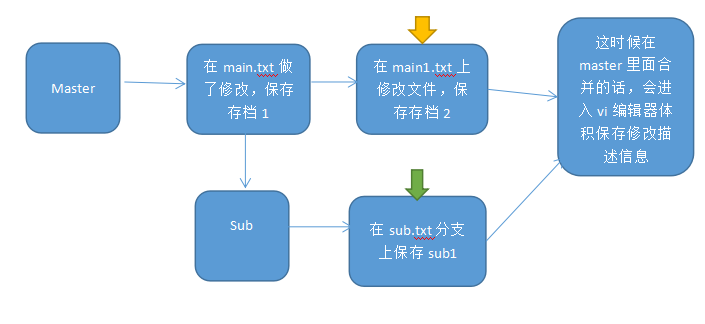 Master
在 main.txt 做
了修改，保存
存档 1
在 main1.txt 上
修改文件，保
存存档 2
这时候在
master 里面合
并的话，会进
入 vi 编辑器体
积保存修改描
述信息
Sub
在 sub.txt 分支
上保存 sub1